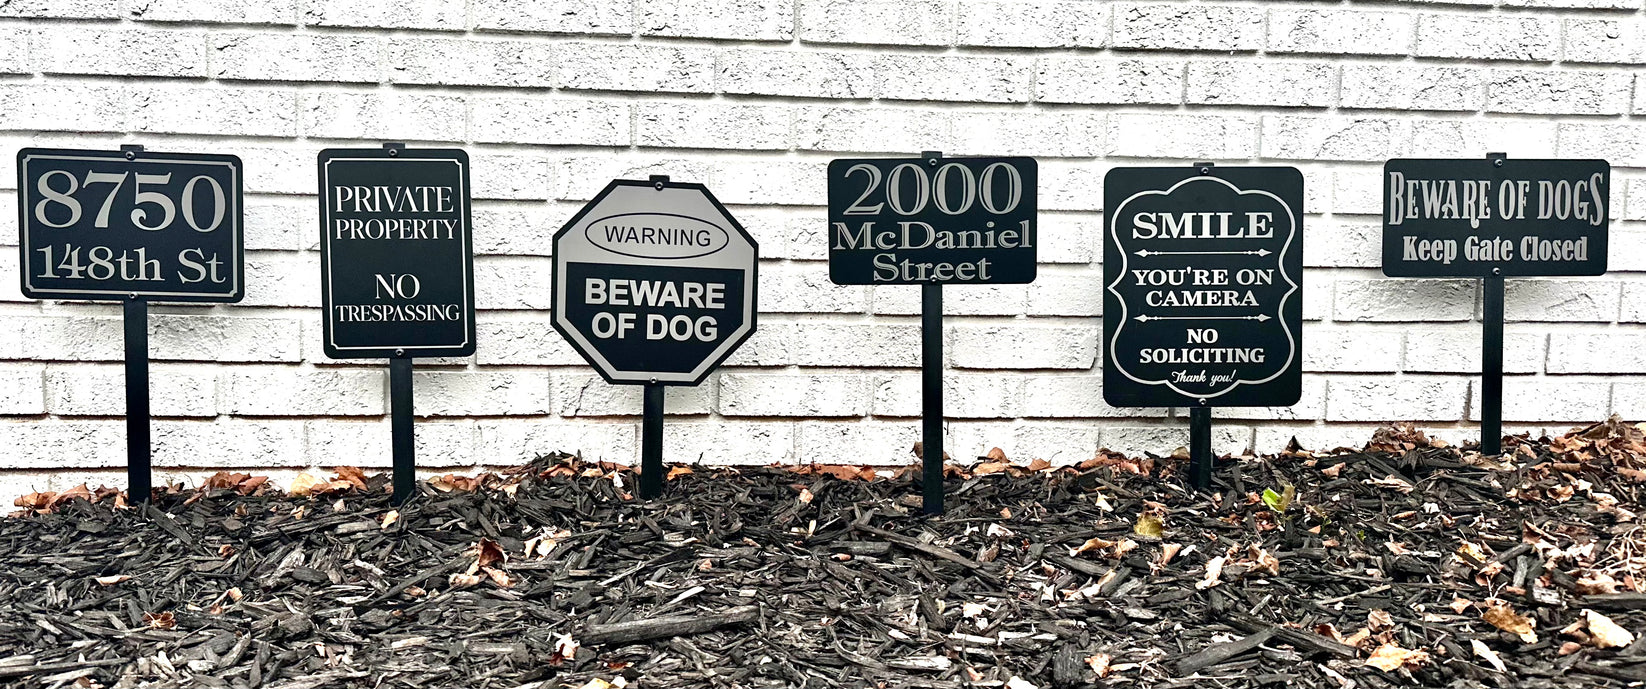 8750
148th St
PRIVATE
PROPERTY
NO
TRESPASSING
WARNING
BEWARE
OF DOG
2000
McDaniel
Street
SMILE
YOU'RE ON
CAMERA
NO
SOLICITING
Thank you!
BEWARE OF DOGS
Keep Gate Closed